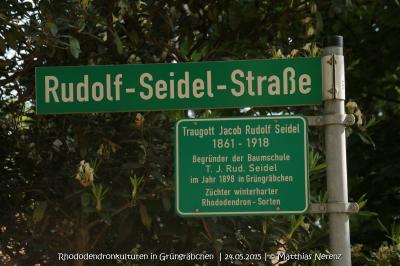 Rudolf-Seidel-Straße
Traugott Jacob Rudolf Seidel
1861 - 1918
Begründer der Baumschule
T. J. Rud. Seidel
im Jahr 1898 in Grüngräbchen
Züchter winterharter
Rhododendron - Sorten
Rhododendronkulturen in Grüngräbchen | 24.05.2015 | © Matthias Nerenz